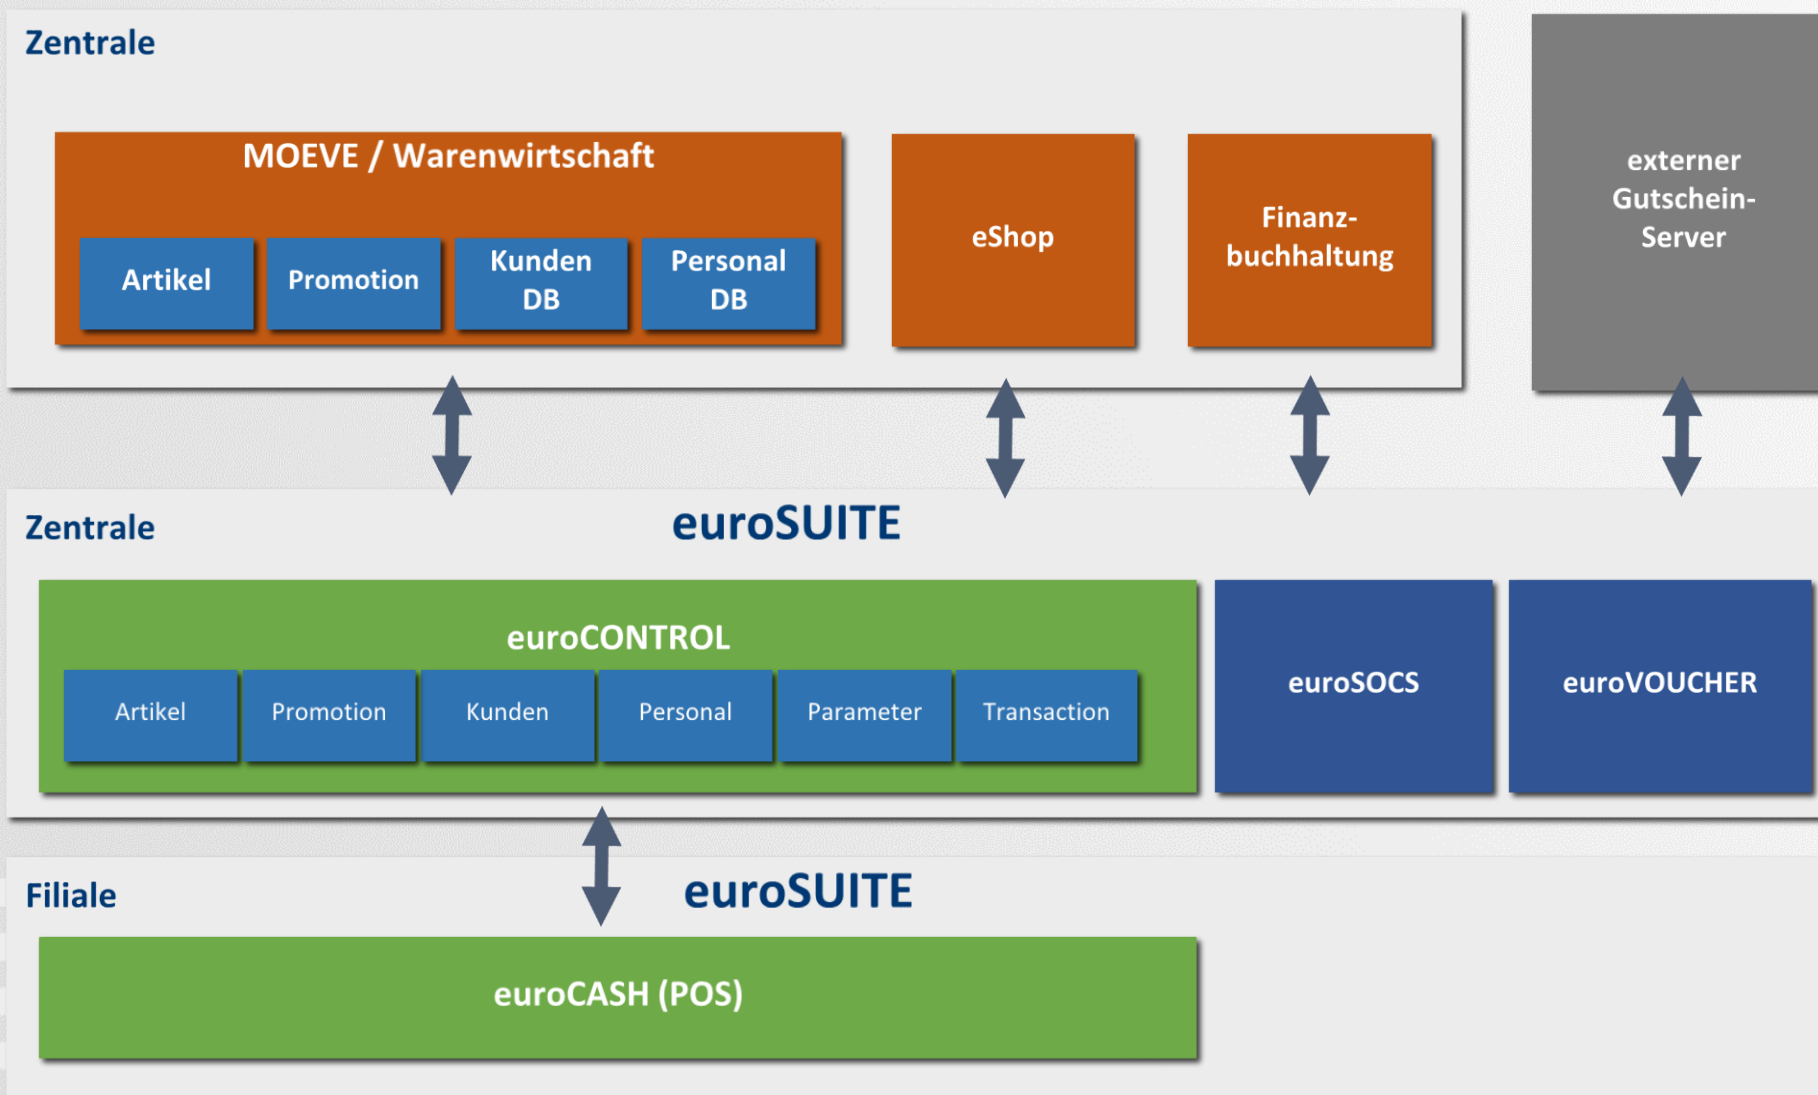 Zentrale
MOEVE / Warenwirtschaft
Artikel
Promotion
Kunden
DB
Personal
DB
eShop
Finanz-
buchhaltung
externer
Gutschein-
Server
Zentrale
euroSUITE
euroCONTROL
Artikel
Promotion
Kunden
Personal
Parameter
Transaction
euroSOCS
euroVOUCHER
Filiale
euroSUITE
euroCASH (POS)